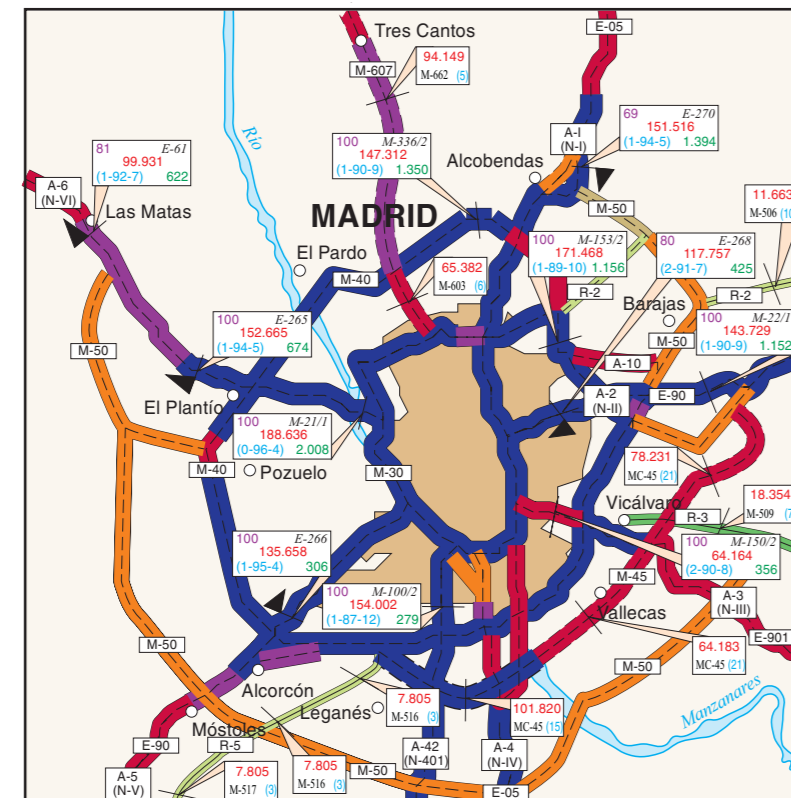 Tres Cantos
E-05
M-607
94.149
M-662 (5)
69 E-270
151.516
(1-94-5) 1.394
A-I
(N-I)
100 M-336/2
147.312
(1-90-9) 1.350
81 E-61
99.931
(1-92-7) 622
Río
Alcobendas
A-6
(N-VI)
Las Matas
MADRID
M-50
11.663
M-506
El Pardo
M-40
65.382
M-603 (6)
100 M-153/2
171.468
(1-89-10) 1.156
80 E-268
117.757
(2-91-7) 425
R-2
Barajas
R-2
100 E-265
152.665
(1-94-5) 674
100 M-22/1
143.729
(1-90-9) 1.152
M-50
M-50
A-10
El Plantío
A-2
(N-II)
E-90
100 M-21/1
188.636
(0-96-4) 2.008
M-40
Pozuelo
M-30
78.231
MC-45 (21)
Vicálvaro
R-3
18.354
M-509
100 E-266
135.658
(1-95-4) 306
100 M-150/2
64.164
(2-90-8) 356
M-45
100 M-100/2
154.002
(1-87-12) 279
Vallecas
A-3
(N-III)
E-901
M-50
64.183
MC-45 (21)
M-50
Alcorcón
7.805
M-516 (3)
Leganés
101.820
MC-45 (15)
Manzanares
Móstoles
E-90
R-5
A-42
(N-401)
A-4
(N-IV)
A-5
(N-V)
7.805
M-517 (3)
7.805
M-516 (3)
M-50
E-05